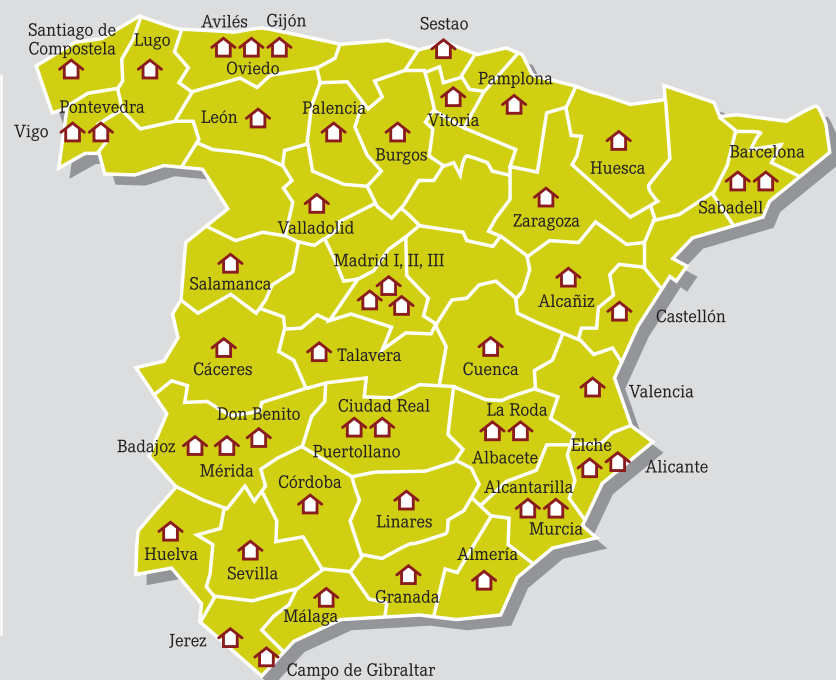 Santiago de
Compostela
Lugo
Avilés
Gijón
Oviedo
Sestao
Pontevedra
Vigo
León
Palencia
Burgos
Vitoria
Pamplona
Huesca
Barcelona
Sabadell
Valladolid
Zaragoza
Salamanca
Madrid I, II, III
Alcañiz
Castellón
Cáceres
Talavera
Cuenca
Valencia
Don Benito
Badajoz
Mérida
Ciudad Real
Puertollano
La Roda
Albacete
Elche
Alicante
Córdoba
Linares
Alcantarilla
Murcia
Huelva
Sevilla
Almería
Granada
Málaga
Jerez
Campo de Gibraltar